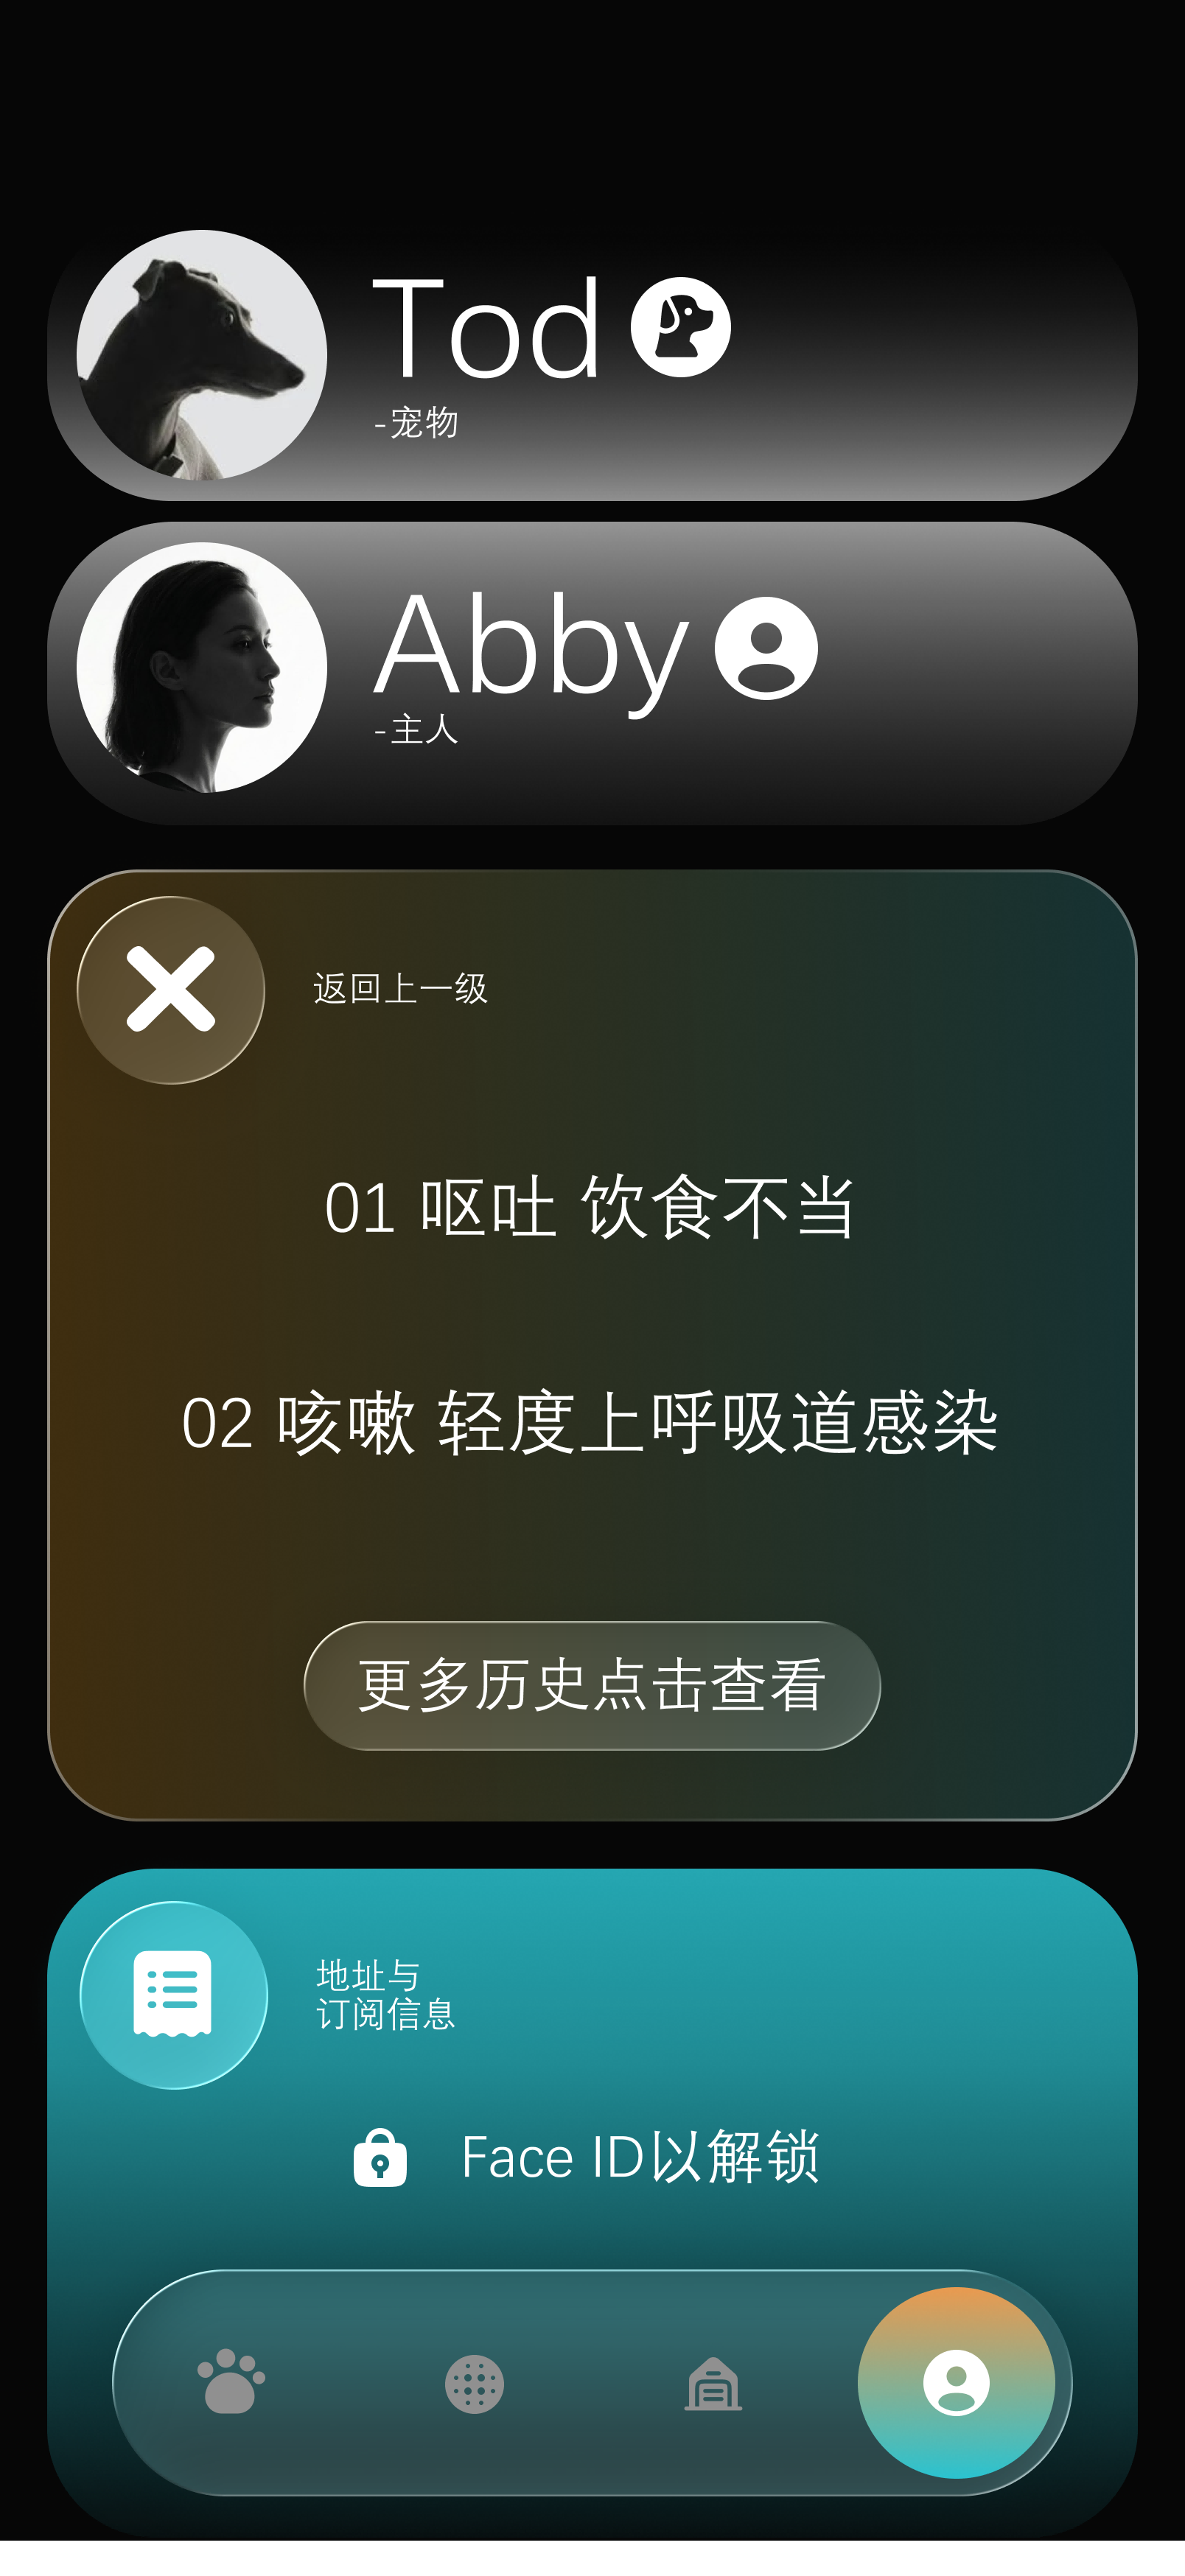 Tod
-宠物
Abby
-主人
返回上一级
01 呕吐 饮食不当
02 咳嗽 轻度上呼吸道感染
更多历史点击查看
地址与
订阅信息
Face ID以解锁